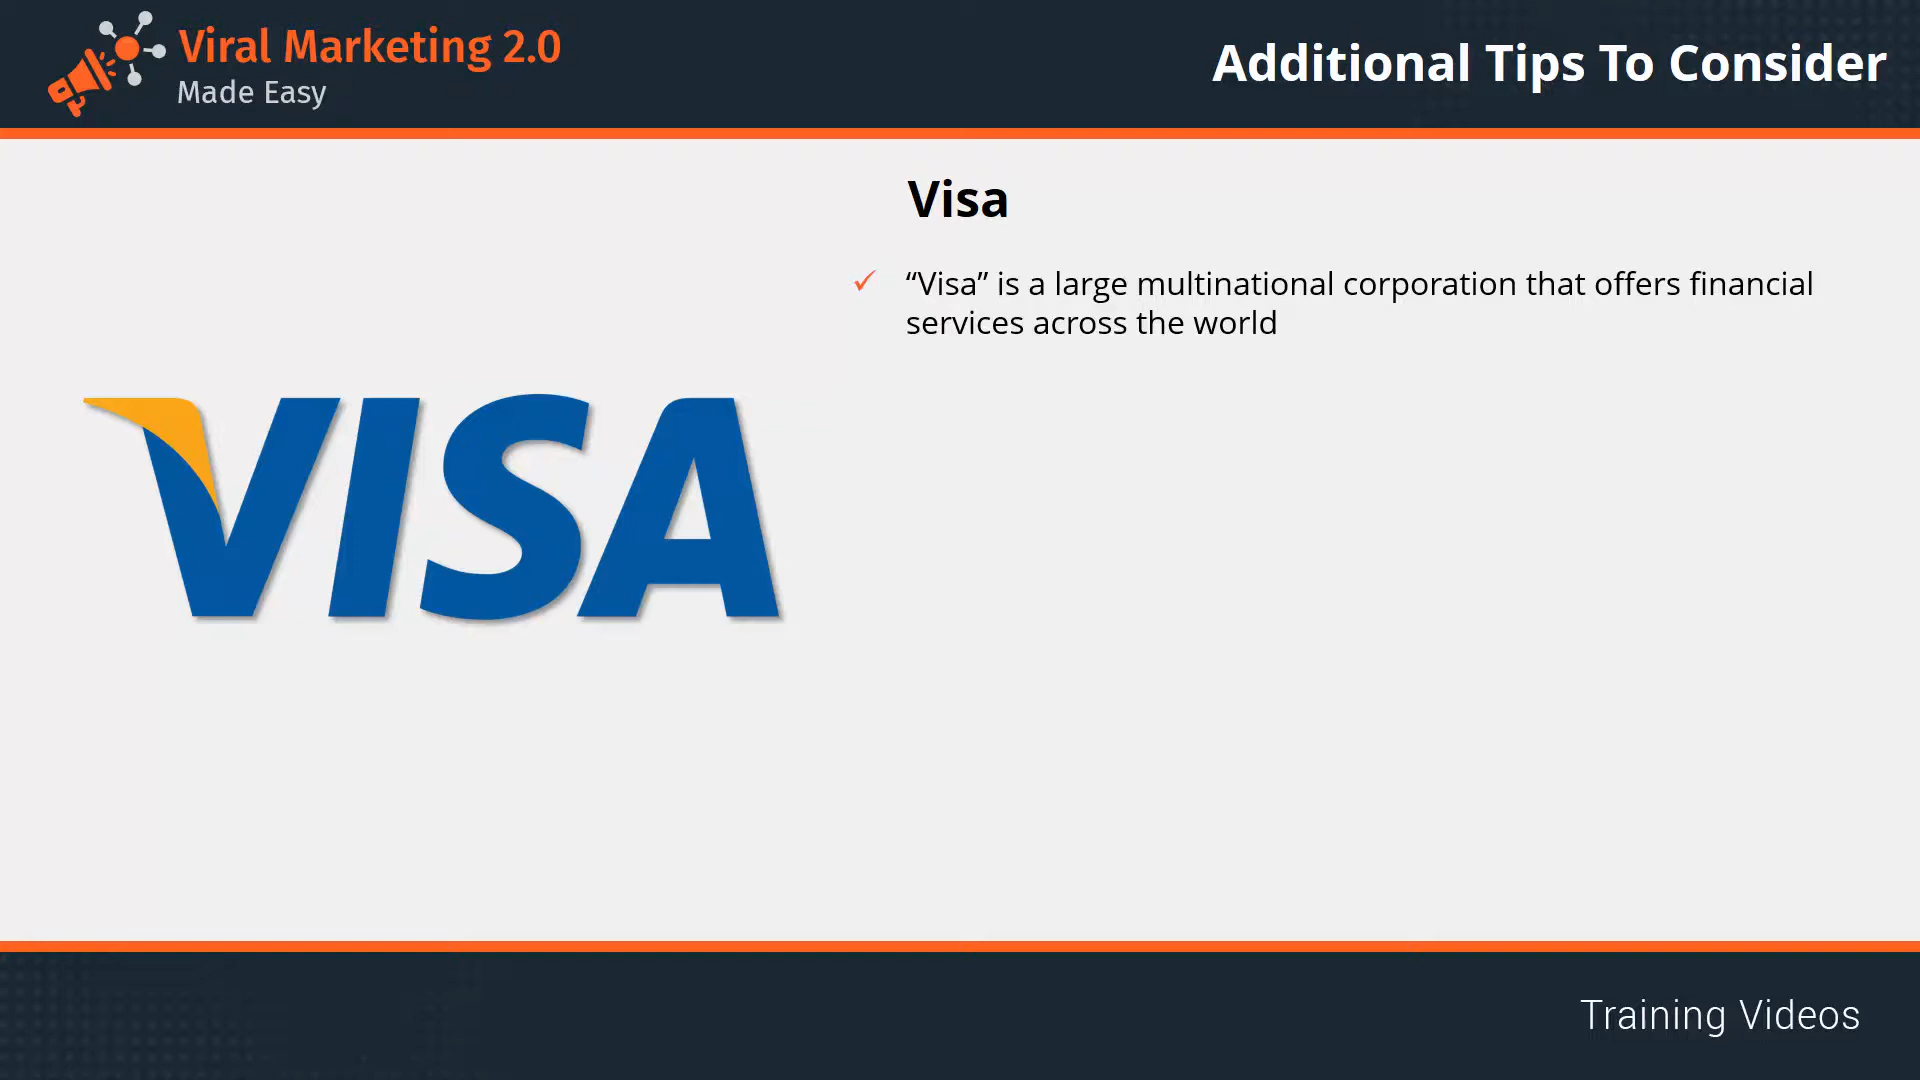 Viral Marketing 2.0
Made Easy
Additional Tips To Consider
Visa
“Visa” is a large multinational corporation that offers financial
services across the world
VISA
Training Videos